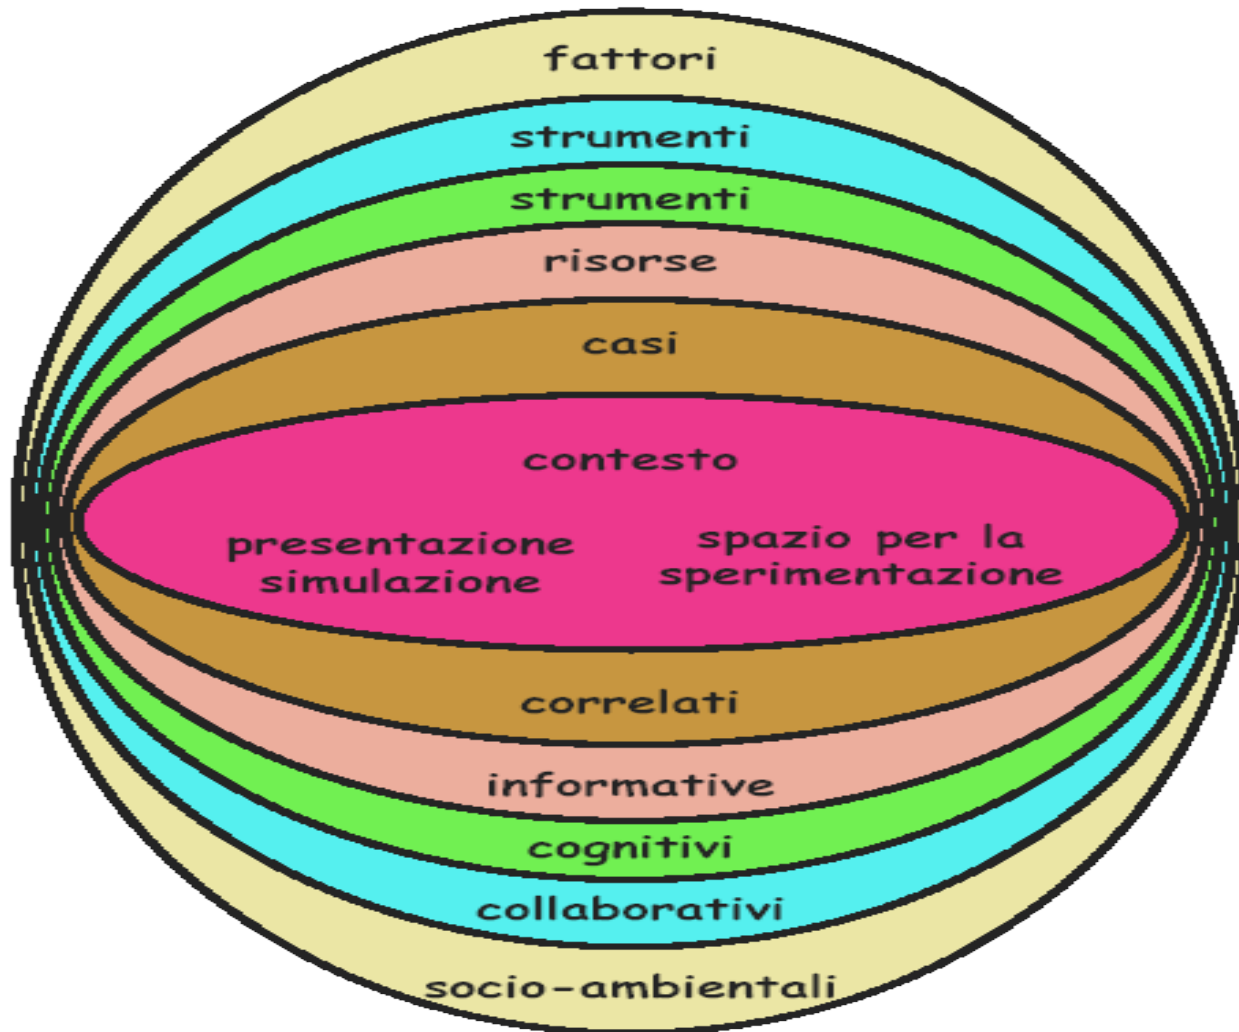 fattori
strumenti
strumenti
risorse
casi
contesto
presentazione
simulazione
spazio per la
sperimentazione
correlati
informative
cognitivi
collaborativi
socio-ambientali